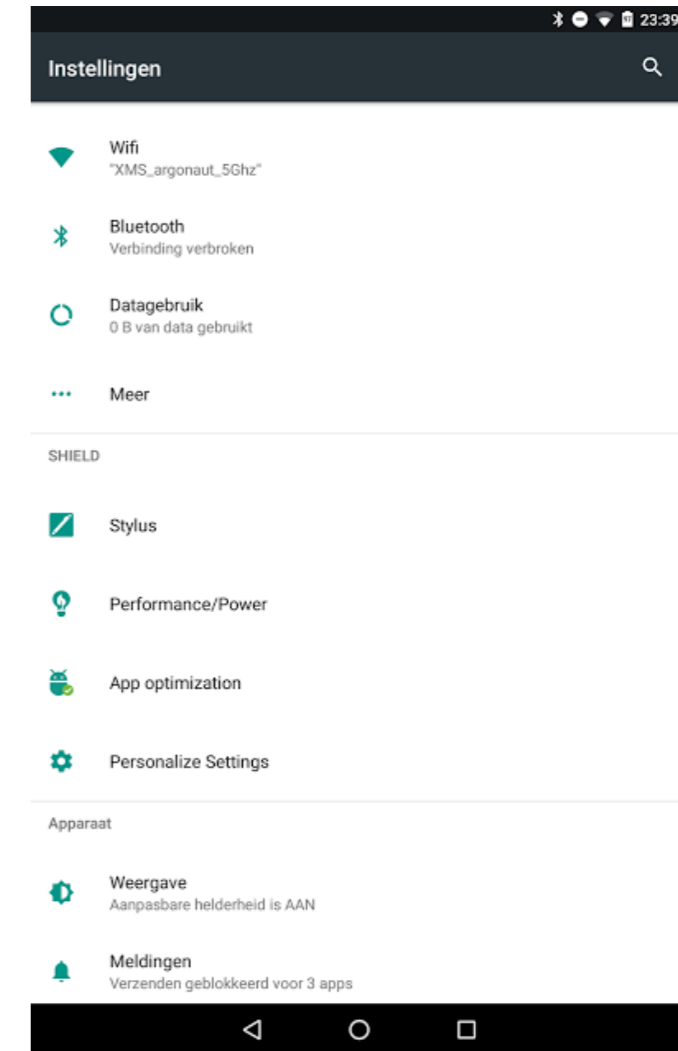 23:39
Instellingen
Wifi
"XMS_argonaut_5Ghz"
Bluetooth
Verbinding verbroken
Datagebruik
0 B van data gebruikt
Meer
SHIELD
Stylus
Performance/Power
App optimization
Personalize Settings
Apparaat
Weergave
Aanpasbare helderheid is AAN
Meldingen
Verzenden geblokkeerd voor 3 apps